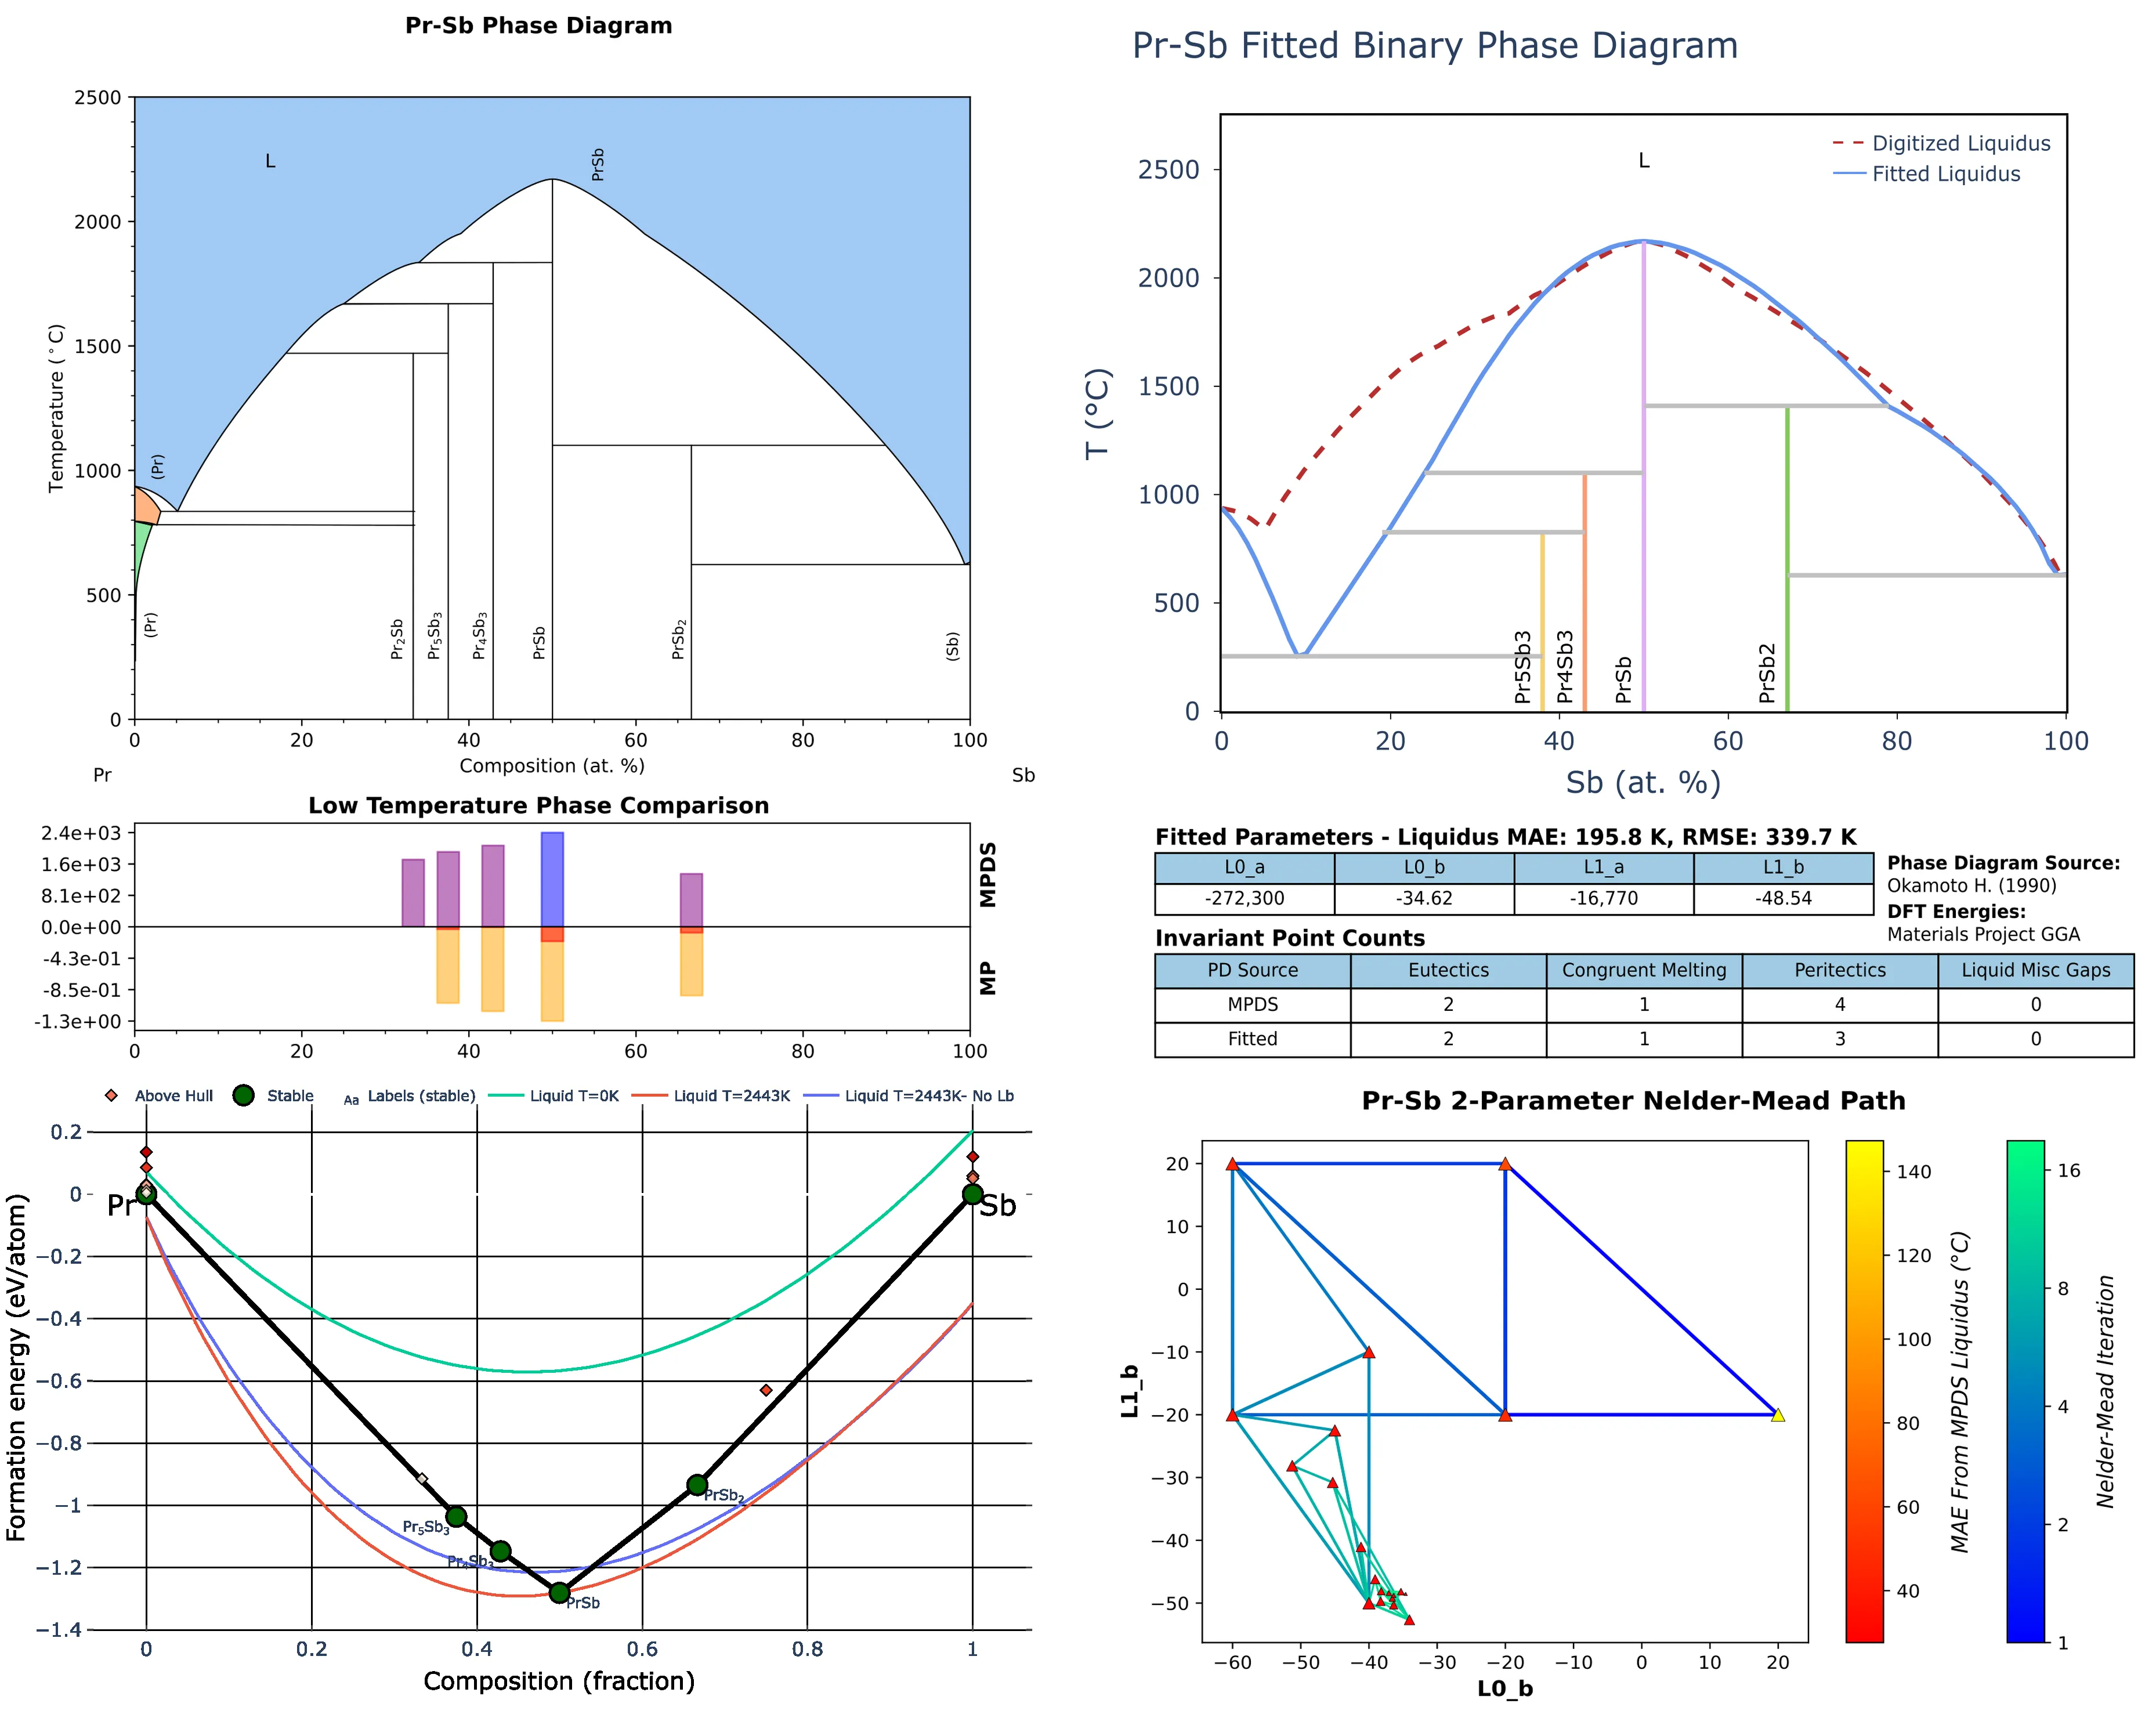 Pr-Sb Phase Diagram
2500
2000
1500
1000
500
0
Temperature (°C)
L
PrSb
(Pr)
(Pr)
Pr₂Sb
Pr₅Sb₃
Pr₄Sb₃
PrSb
PrSb₂
(Sb)
0 20 40 60 80 100
Composition (at. %)
Pr Sb
Pr-Sb Fitted Binary Phase Diagram
Digitized Liquidus
Fitted Liquidus
L
2500
2000
1500
1000
500
0
T (°C)
Pr5Sb3
Pr4Sb3
PrSb
PrSb2
0 20 40 60 80 100
Sb (at. %)
Low Temperature Phase Comparison
2.4e+03
1.6e+03
8.1e+02
0.0e+00
-4.3e-01
-8.5e-01
-1.3e+00
MPDS
MP
0 20 40 60 80 100
Fitted Parameters - Liquidus MAE: 195.8 K, RMSE: 339.7 K
L0_a L0_b L1_a L1_b
-272,300 -34.62 -16,770 -48.54
Phase Diagram Source:
Okamoto H. (1990)
DFT Energies:
Materials Project GGA
Invariant Point Counts
PD Source Eutectics Congruent Melting Peritectics Liquid Misc Gaps
MPDS 2 1 4 0
Fitted 2 1 3 0
Above Hull Stable Aa Labels (stable) Liquid T=0K Liquid T=2443K Liquid T=2443K- No Lb
0.2
0
−0.2
−0.4
−0.6
−0.8
−1
−1.2
−1.4
Formation energy (eV/atom)
Pr
Sb
Pr₅Sb₃
Pr₄Sb₃
PrSb
PrSb₂
0 0.2 0.4 0.6 0.8 1
Composition (fraction)
Pr-Sb 2-Parameter Nelder-Mead Path
20
10
0
−10
−20
−30
−40
−50
L1_b
−60 −50 −40 −30 −20 −10 0 10 20
L0_b
140
120
100
80
60
40
MAE From MPDS Liquidus (°C)
16
8
4
2
1
Nelder-Mead Iteration